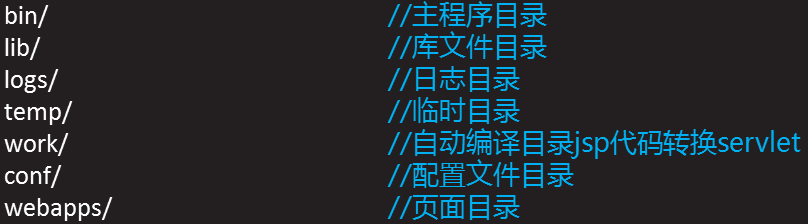 bin/ //主程序目录
lib/ //库文件目录
logs/ //日志目录
temp/ //临时目录
work/ //自动编译目录jsp代码转换servlet
conf/ //配置文件目录
webapps/ //页面目录